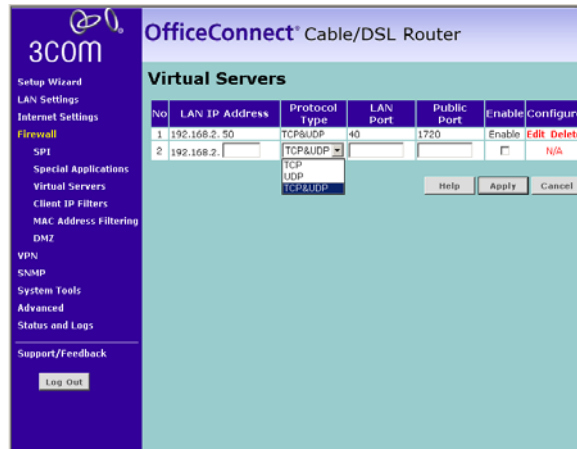 3COM
OfficeConnect® Cable/DSL Router
Setup Wizard
LAN Settings
Internet Settings
Firewall
SPI
Special Applications
Virtual Servers
Client IP Filters
MAC Address Filtering
DMZ
VPN
SNMP
System Tools
Advanced
Status and Logs
Support/Feedback
Log Out
Virtual Servers
No LAN IP Address Protocol Type LAN Port Public Port Enable Configure
1 192.168.2. 50 TCP&UDP 40 1720 Enable Edit Delete
2 192.168.2. TCP&UDP N/A
TCP
UDP
TCP&UDP
Help Apply Cancel